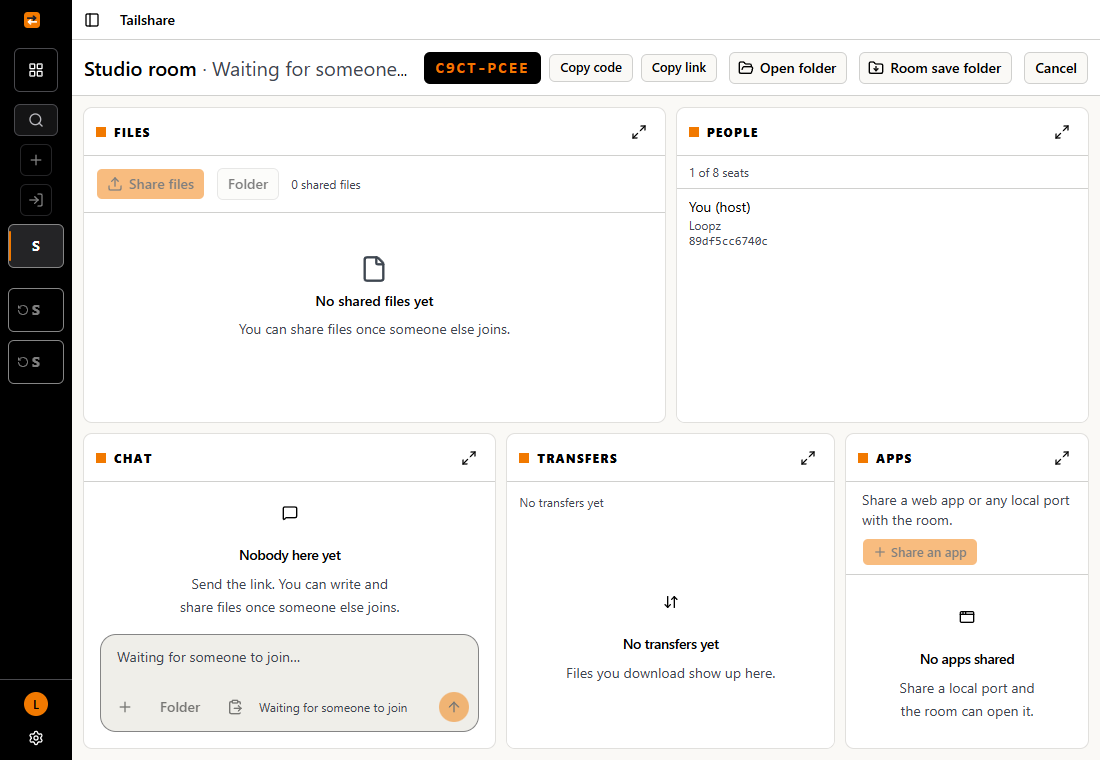 Tailshare
Studio room · Waiting for someone...
C9CT-PCEE
Copy code
Copy link
Open folder
Room save folder
Cancel
S
S
S
L
FILES
Share files
Folder
0 shared files
No shared files yet
You can share files once someone else joins.
PEOPLE
1 of 8 seats
You (host)
Loopz
89df5cc6740c
CHAT
Nobody here yet
Send the link. You can write and
share files once someone else joins.
Waiting for someone to join...
Folder
Waiting for someone to join
TRANSFERS
No transfers yet
No transfers yet
Files you download show up here.
APPS
Share a web app or any local port
with the room.
+ Share an app
No apps shared
Share a local port and
the room can open it.